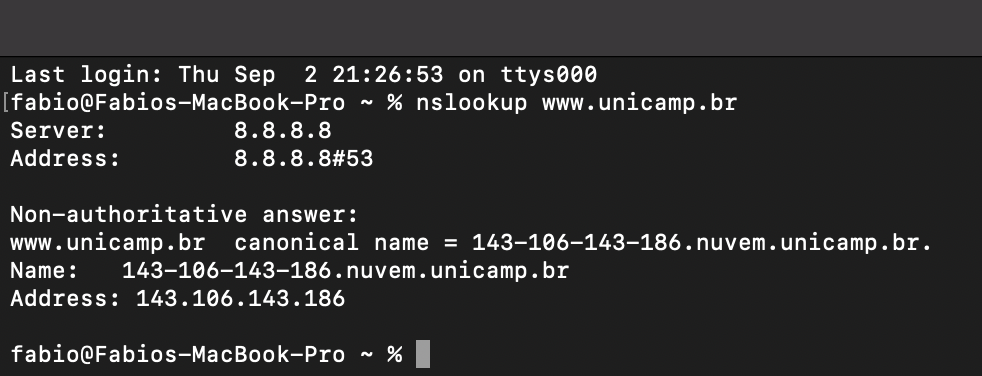 Last login: Thu Sep  2 21:26:53 on ttys000
[fabio@Fabios-MacBook-Pro ~ % nslookup www.unicamp.br
Server:         8.8.8.8
Address:        8.8.8.8#53

Non-authoritative answer:
www.unicamp.br  canonical name = 143-106-143-186.nuvem.unicamp.br.
Name:   143-106-143-186.nuvem.unicamp.br
Address: 143.106.143.186

fabio@Fabios-MacBook-Pro ~ %